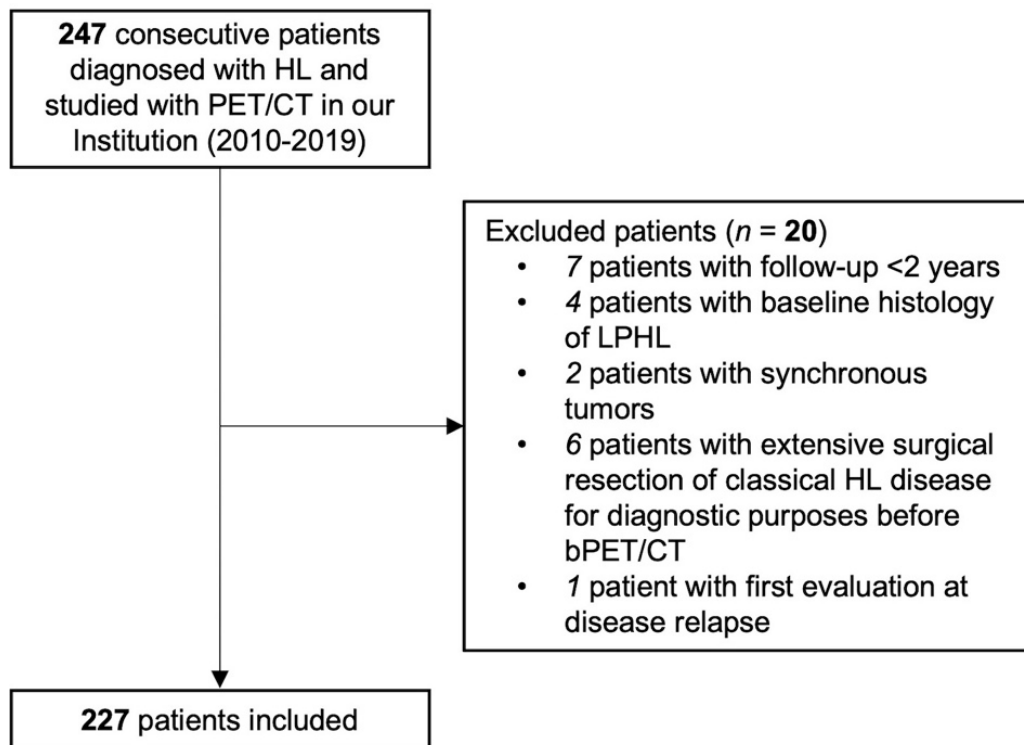 247 consecutive patients
diagnosed with HL and
studied with PET/CT in our
Institution (2010-2019)
Excluded patients (n = 20)
• 7 patients with follow-up <2 years
• 4 patients with baseline histology
of LPHL
• 2 patients with synchronous
tumors
• 6 patients with extensive surgical
resection of classical HL disease
for diagnostic purposes before
bPET/CT
• 1 patient with first evaluation at
disease relapse
227 patients included